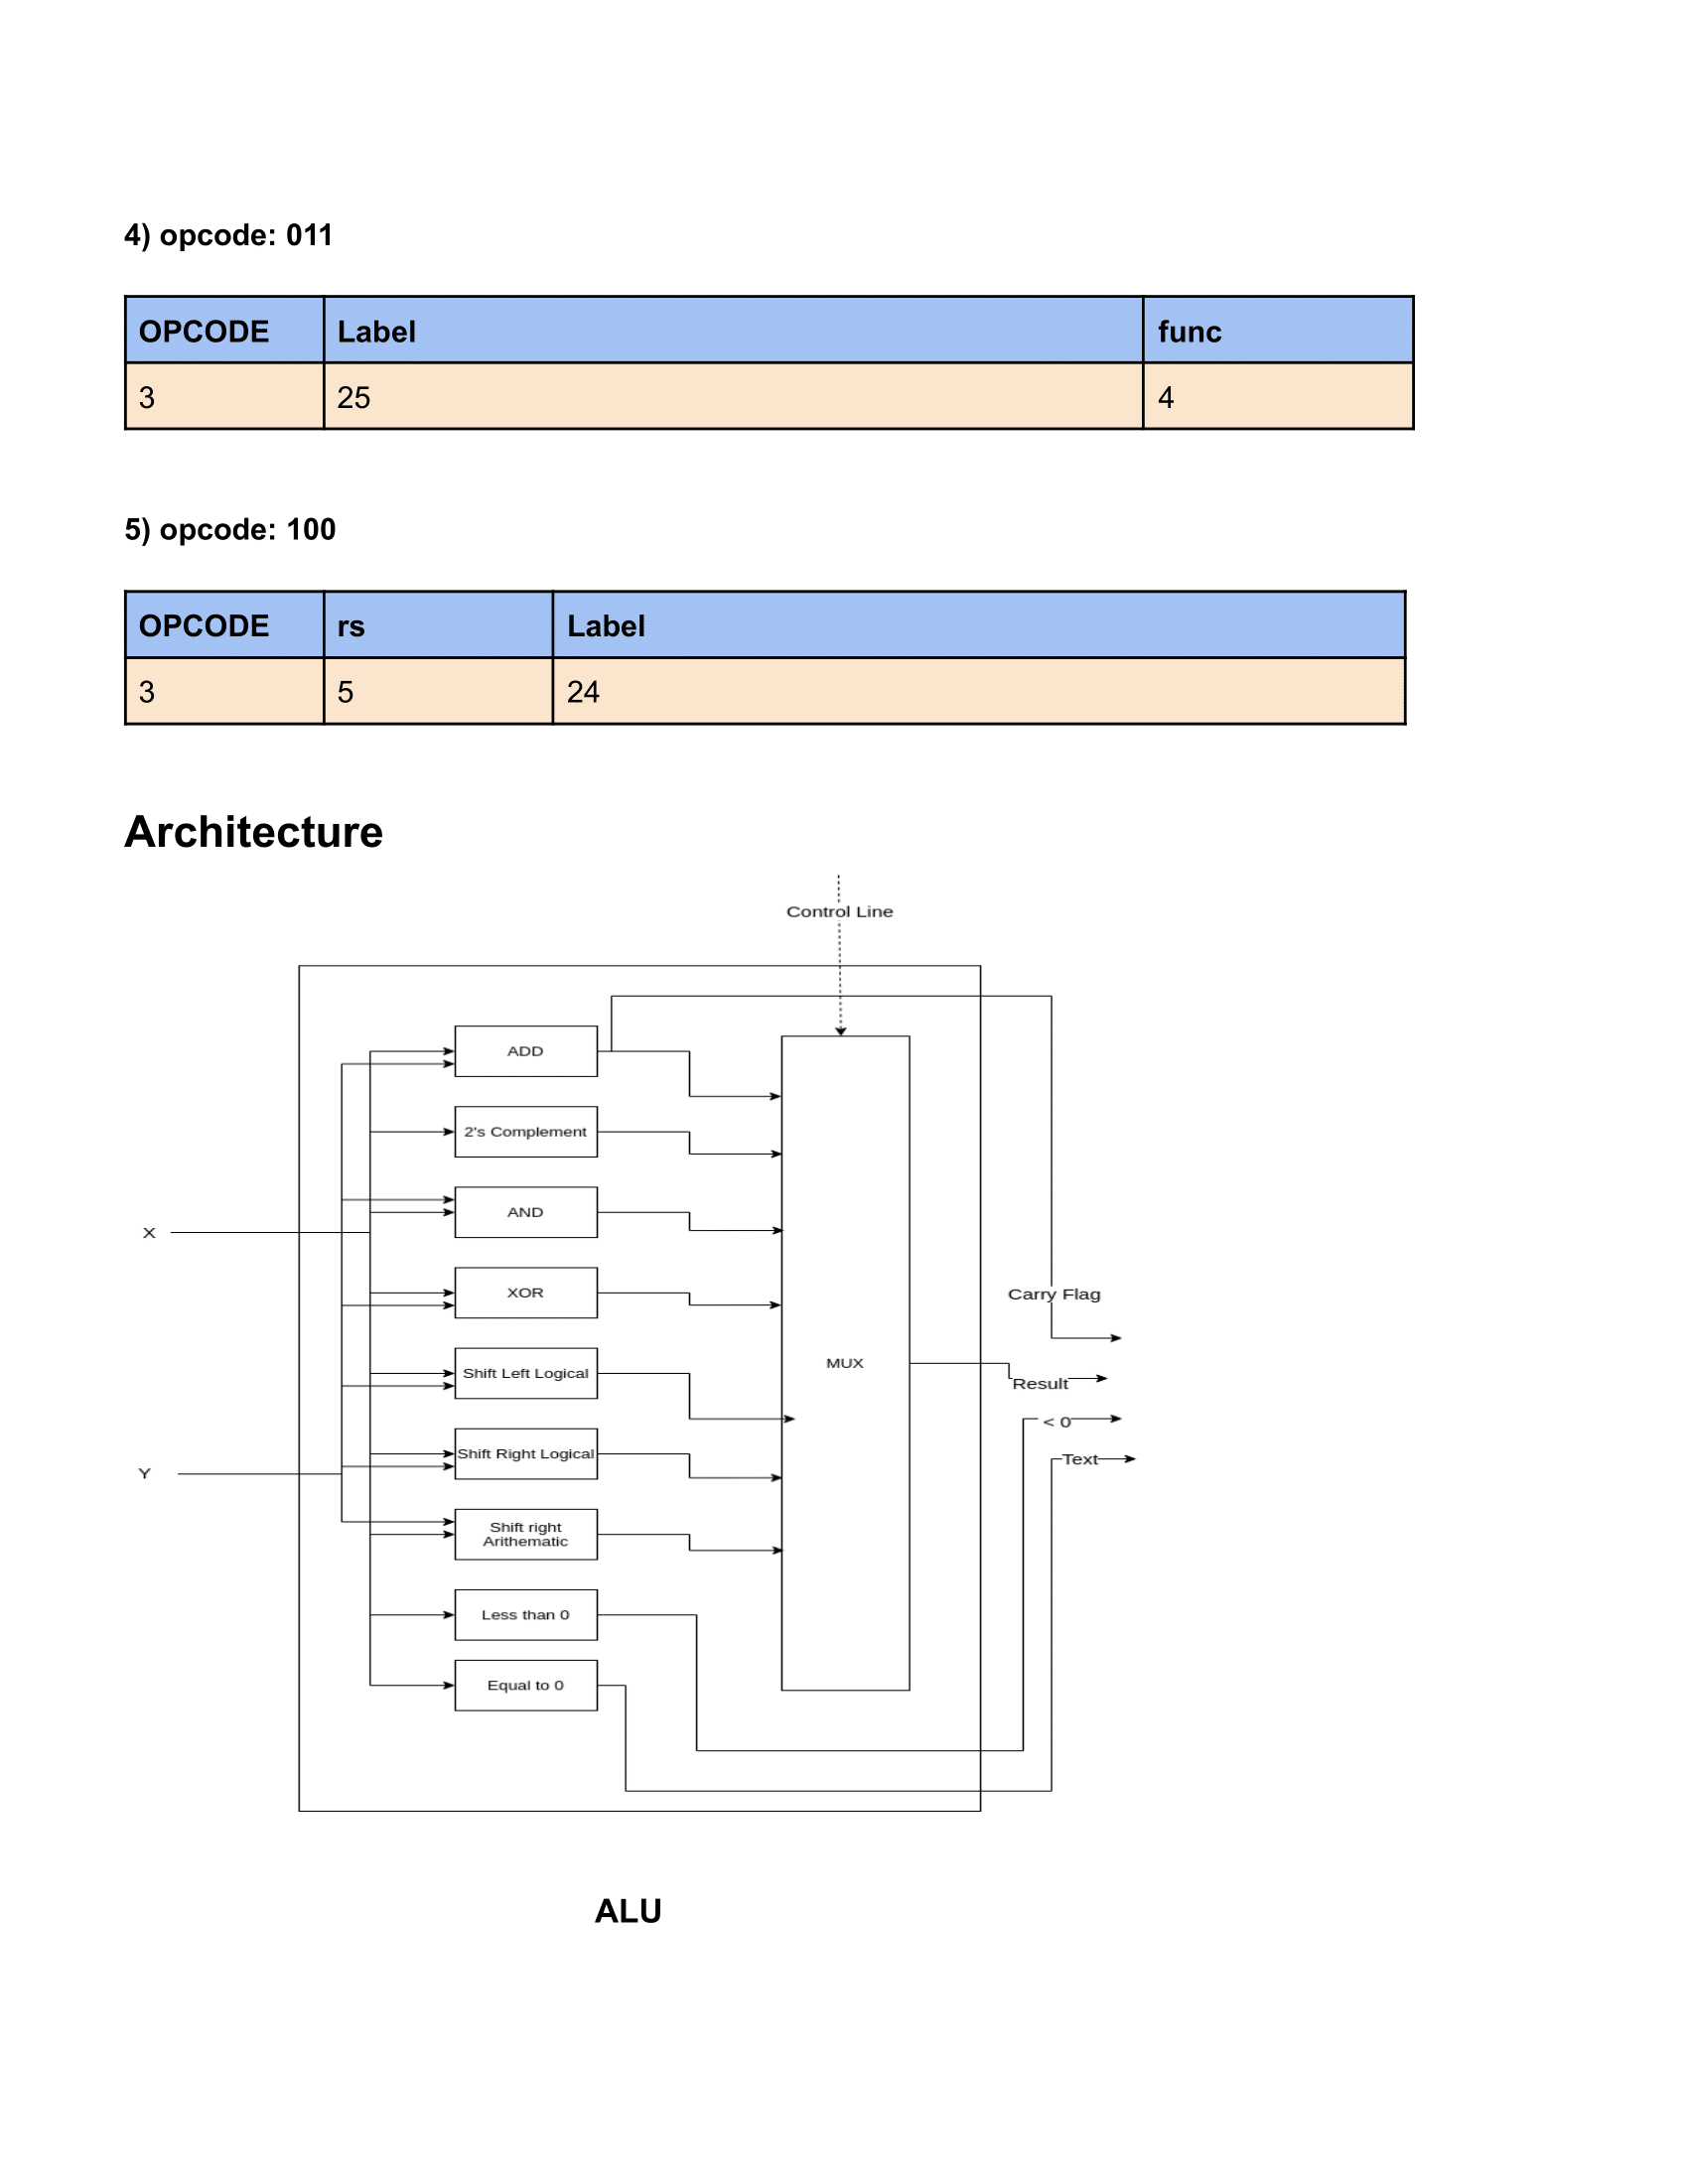 4) opcode: 011
OPCODE Label func
3 25 4
5) opcode: 100
OPCODE rs Label
3 5 24
Architecture
Control Line
ADD
2's Complement
AND
X
XOR
Carry Flag
MUX
Shift Left Logical
Result
< 0
Shift Right Logical
Text
Y
Shift right
Arithematic
Less than 0
Equal to 0
ALU